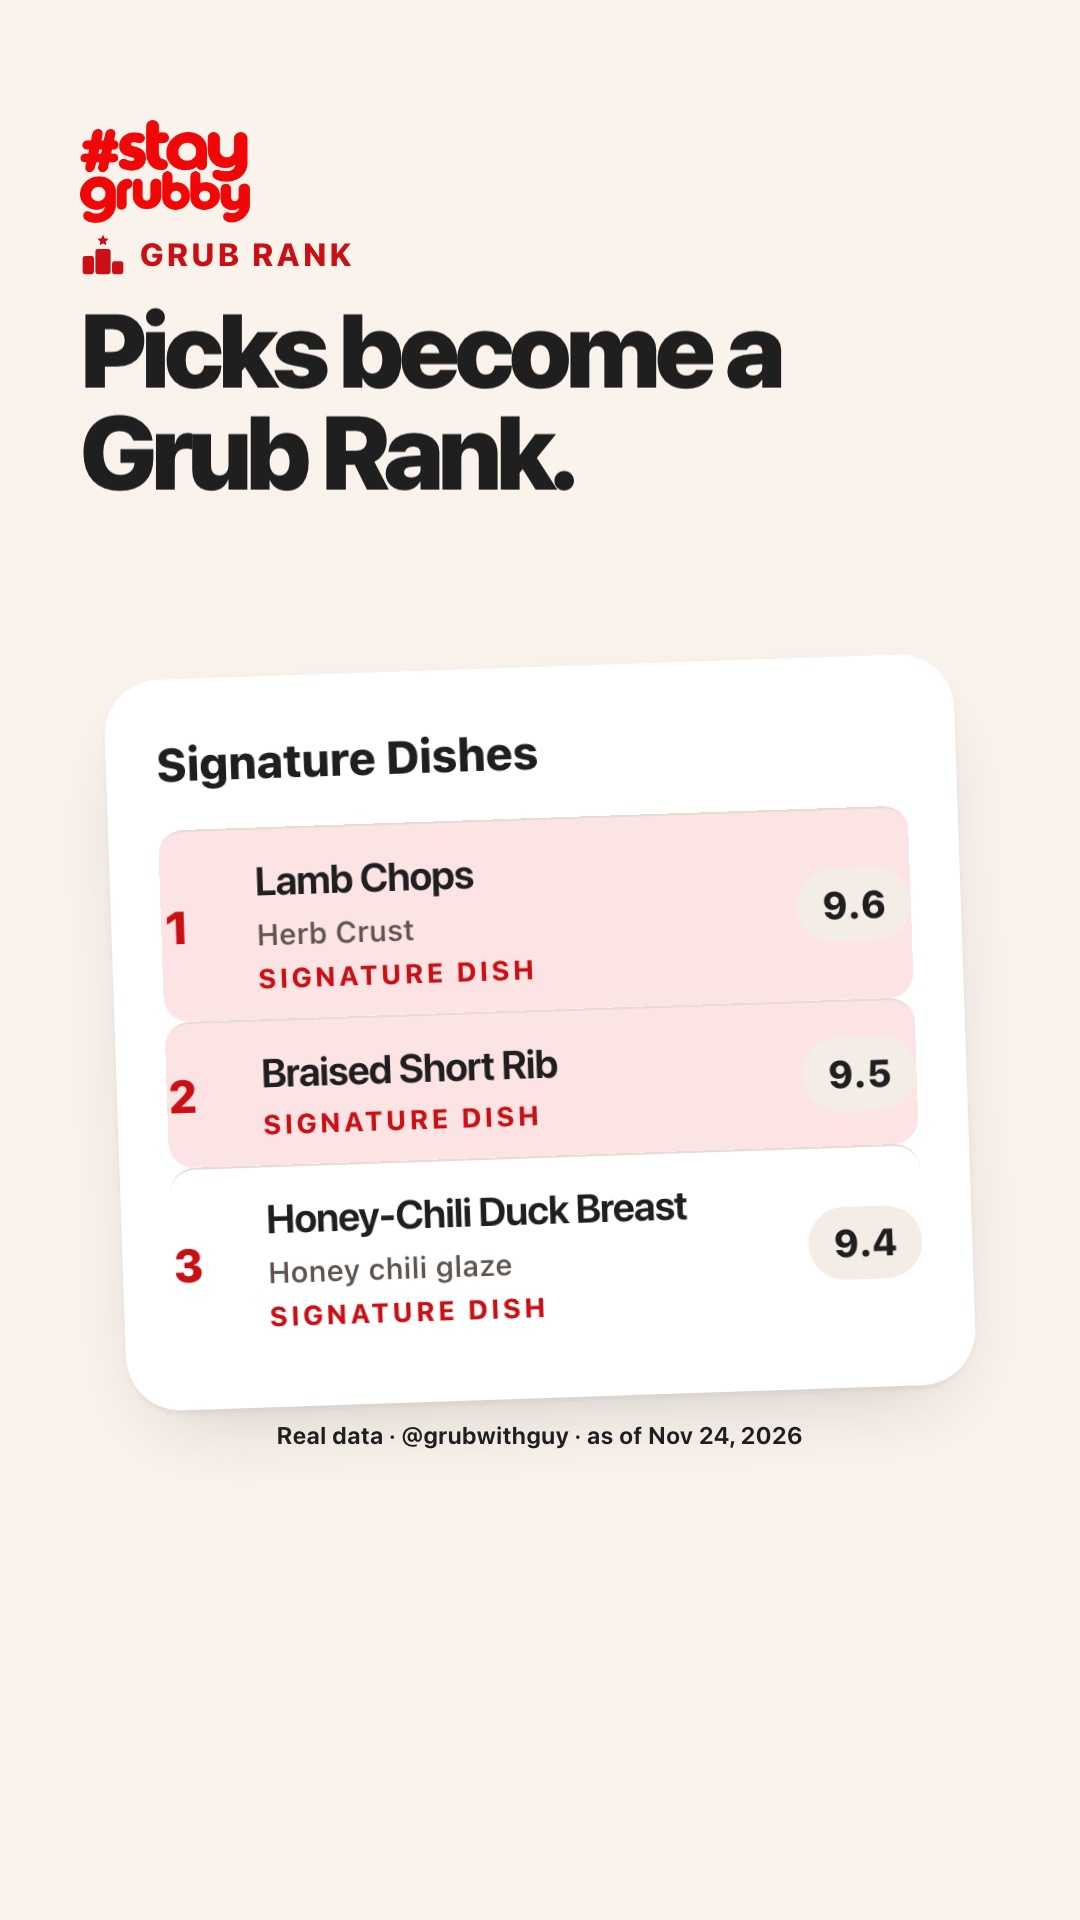 #stay
grubby
GRUB RANK
Picks become a
Grub Rank.
Signature Dishes
1
Lamb Chops
Herb Crust
SIGNATURE DISH
9.6
2
Braised Short Rib
SIGNATURE DISH
9.5
3
Honey-Chili Duck Breast
Honey chili glaze
SIGNATURE DISH
9.4
Real data · @grubwithguy · as of Nov 24, 2026